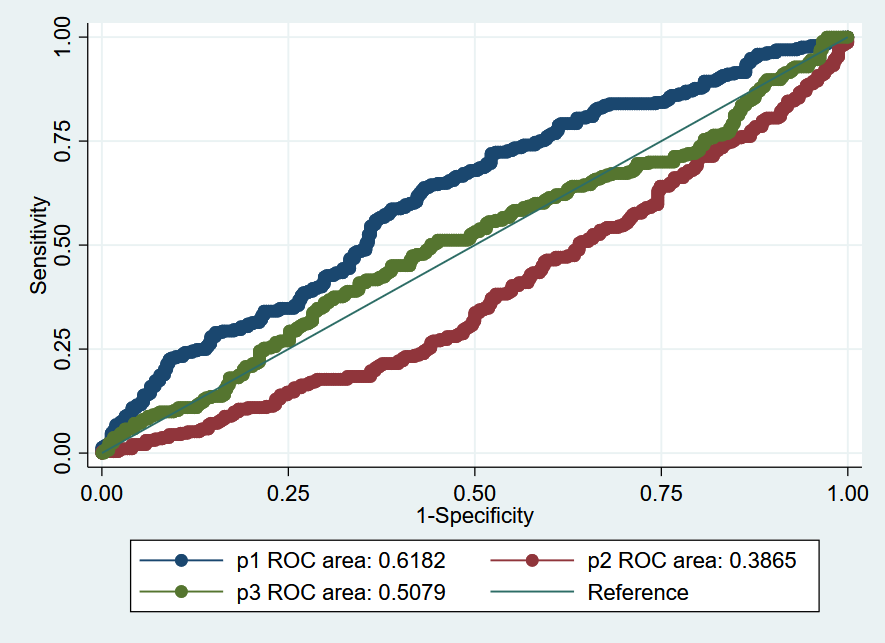 1.00
0.75
0.50
0.25
0.00
Sensitivity
0.00 0.25 0.50 0.75 1.00
1-Specificity
p1 ROC area: 0.6182 p2 ROC area: 0.3865
p3 ROC area: 0.5079 Reference